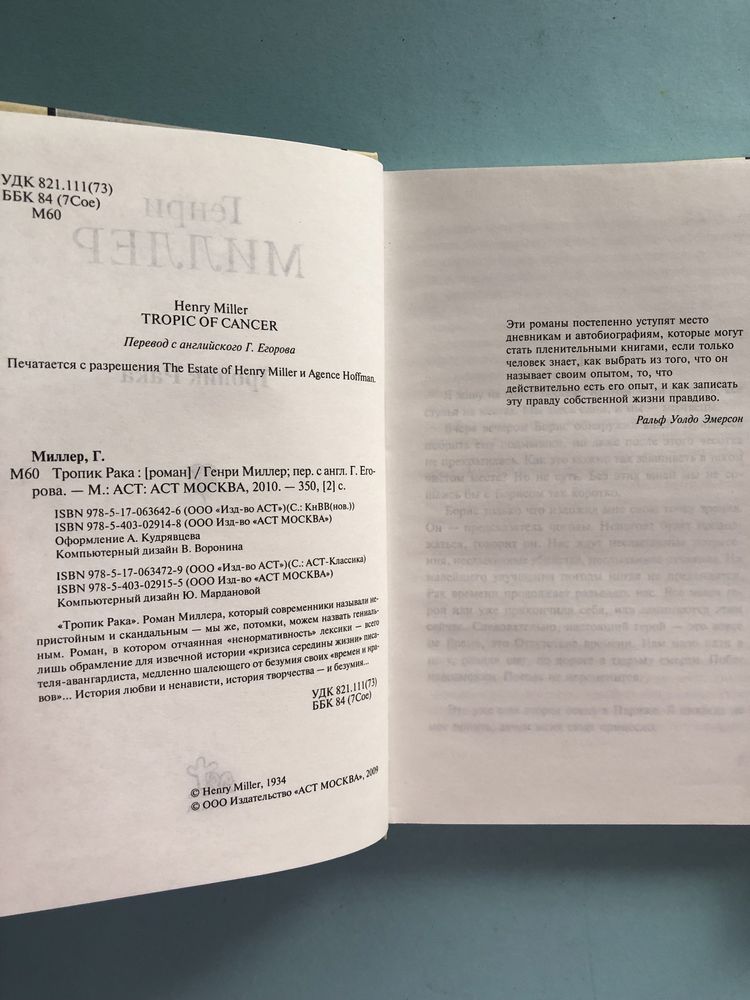 УДК 821.111(73)
ББК 84 (7Сое)
М60
Генри
МИЛЛЕР
Henry Miller
TROPIC OF CANCER
Перевод с английского Г. Егорова
Печатается с разрешения The Estate of Henry Miller и Agence Hoffman.
Тропик Рака
Миллер, Г.
М60 Тропик Рака : [роман] / Генри Миллер; пер. с англ. Г. Его-
рова. — М.: АСТ: АСТ МОСКВА, 2010. — 350, [2] с.
ISBN 978-5-17-063642-6 (ООО «Изд-во АСТ»)(С.: КнВВ(нов.))
ISBN 978-5-403-02914-8 (ООО Изд-во «АСТ МОСКВА»)
Оформление А. Кудрявцева
Компьютерный дизайн В. Воронина
ISBN 978-5-17-063472-9 (ООО «Изд-во АСТ»)(С.: АСТ-Классика)
ISBN 978-5-403-02915-5 (ООО Изд-во «АСТ МОСКВА»)
Компьютерный дизайн Ю. Мардановой
«Тропик Рака». Роман Миллера, который современники называли не-
пристойным и скандальным — мы же, потомки, можем назвать гениаль-
ным. Роман, в котором отчаянная «ненормативность» лексики — всего
лишь обрамление для извечной истории «кризиса середины жизни» писа-
теля-авангардиста, медленно шалеющего от безумия своих «времен и нра-
вов»... История любви и ненависти, история творчества — и безумия...
УДК 821.111(73)
ББК 84 (7Сое)
© Henry Miller, 1934
© ООО Издательство «АСТ МОСКВА», 2009
Эти романы постепенно уступят место
дневникам и автобиографиям, которые могут
стать пленительными книгами, если только
человек знает, как выбрать из того, что он
называет своим опытом, то, что
действительно есть его опыт, и как записать
эту правду собственной жизни правдиво.
Ральф Уолдо Эмерсон